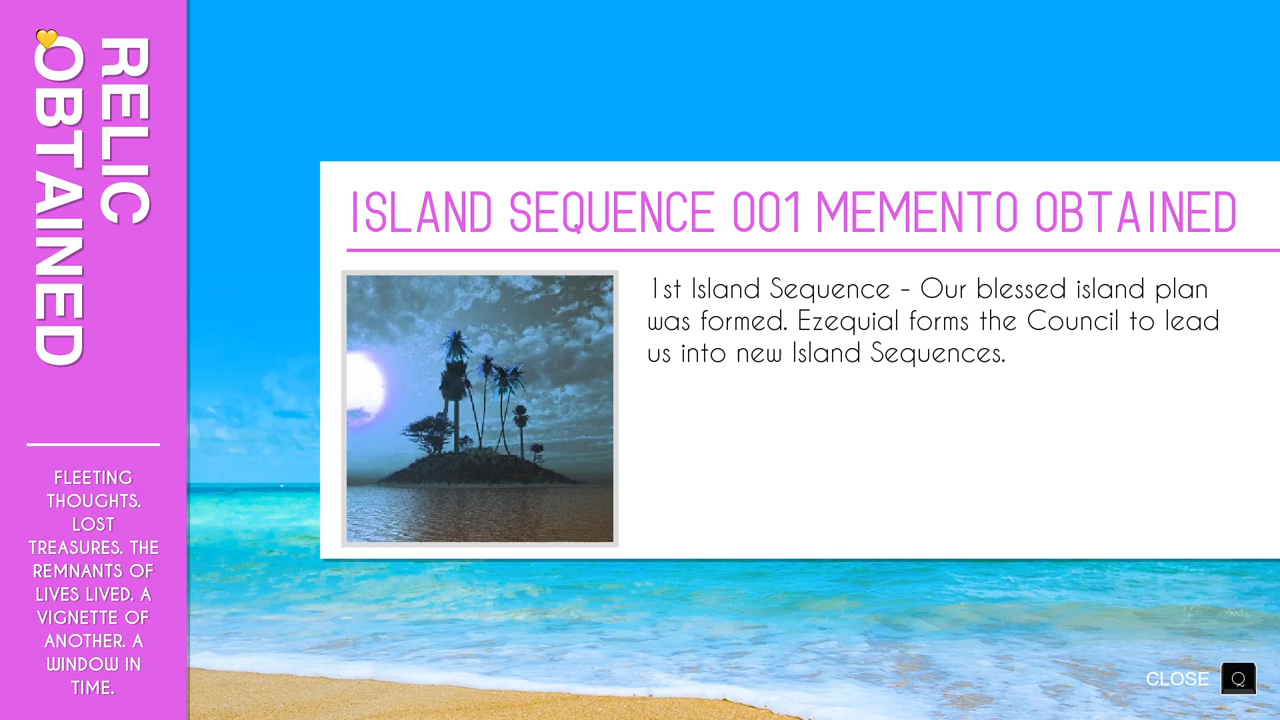 RELIC
OBTAINED
FLEETING
THOUGHTS.
LOST
TREASURES. THE
REMNANTS OF
LIVES LIVED. A
VIGNETTE OF
ANOTHER. A
WINDOW IN
TIME.
ISLAND SEQUENCE 001 MEMENTO OBTAINED
1st Island Sequence - Our blessed island plan
was formed. Ezequial forms the Council to lead
us into new Island Sequences.
CLOSE Q